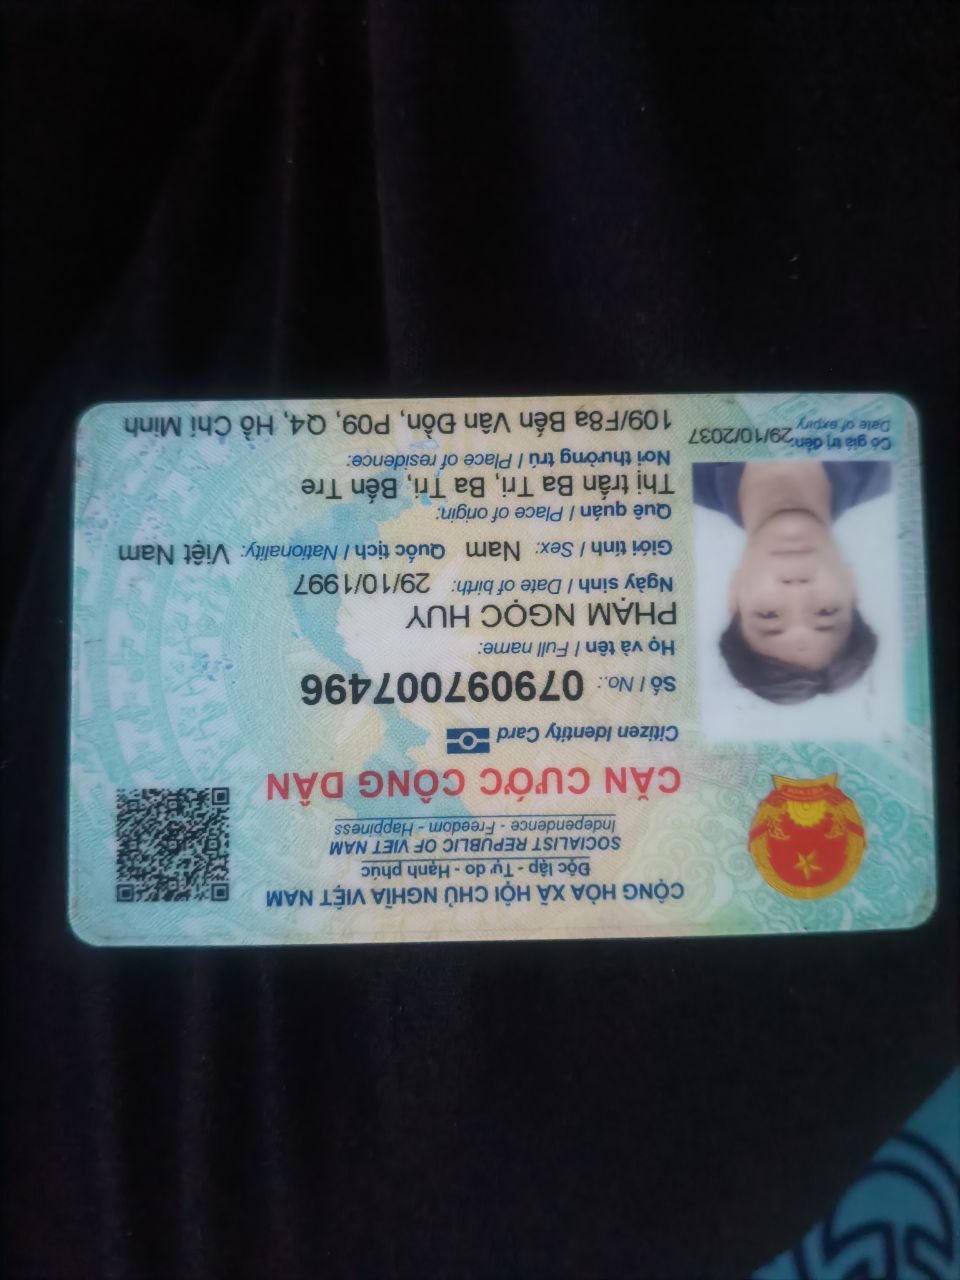 CỘNG HÒA XÃ HỘI CHỦ NGHĨA VIỆT NAM
Độc lập - Tự do - Hạnh phúc
SOCIALIST REPUBLIC OF VIET NAM
Independence - Freedom - Happiness
CĂN CƯỚC CÔNG DÂN
Citizen Identity Card
Số / No.: 079097007496
Họ và tên / Full name:
PHẠM NGỌC HUY
Ngày sinh / Date of birth: 29/10/1997
Giới tính / Sex: Nam Quốc tịch / Nationality: Việt Nam
Quê quán / Place of origin:
Thị trấn Ba Tri, Ba Tri, Bến Tre
Nơi thường trú / Place of residence:
109/F8a Bến Vân Đồn, P09, Q4, Hồ Chí Minh
Có giá trị đến: 29/10/2037
Date of expiry